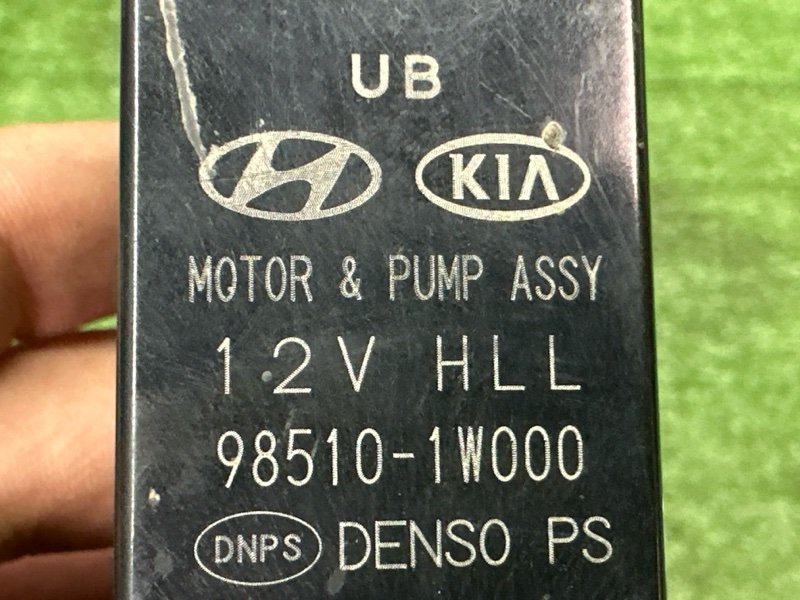 UB
KIA
MOTOR & PUMP ASSY
12V HLL
98510-1W000
DNPS DENSO PS